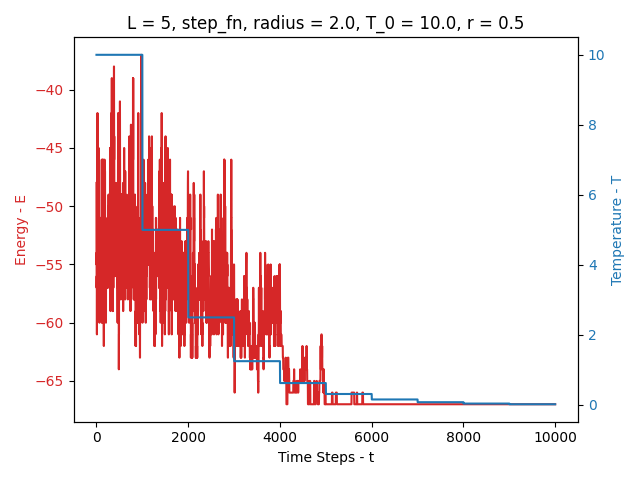 L = 5, step_fn, radius = 2.0, T_0 = 10.0, r = 0.5
Energy - E
−40
−45
−50
−55
−60
−65
10
8
6
4
2
0
Temperature - T
0 2000 4000 6000 8000 10000
Time Steps - t